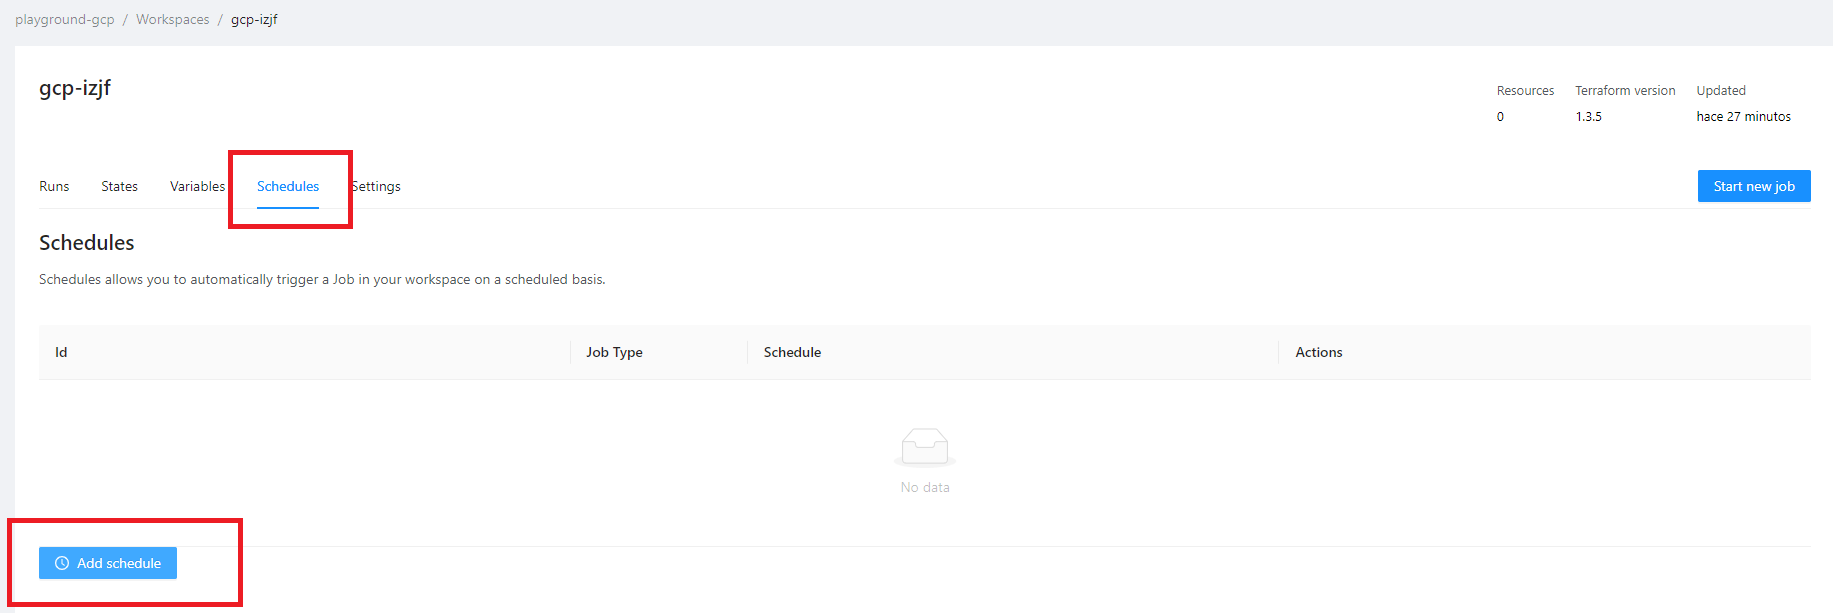 playground-gcp / Workspaces / gcp-izjf
gcp-izjf
Resources Terraform version Updated
0 1.3.5 hace 27 minutos
Runs States Variables Schedules Settings Start new job
Schedules
Schedules allows you to automatically trigger a Job in your workspace on a scheduled basis.
Id Job Type Schedule Actions
No data
Add schedule